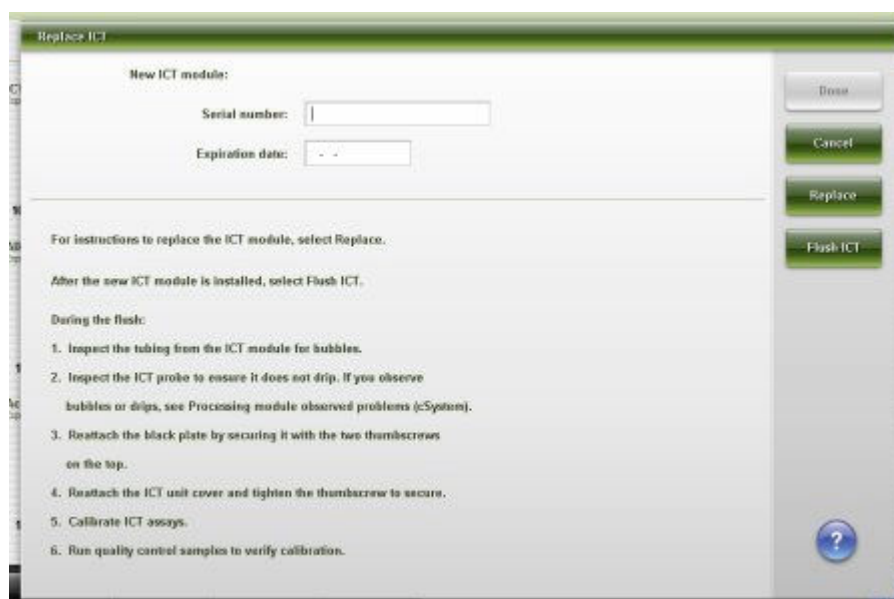 Replace ICT
New ICT module:
Serial number:
Expiration date:
- -
Done
Cancel
Replace
Flush ICT
For instructions to replace the ICT module, select Replace.
After the new ICT module is installed, select Flush ICT.
During the flush:
1. Inspect the tubing from the ICT module for bubbles.
2. Inspect the ICT probe to ensure it does not drip. If you observe
bubbles or drips, see Processing module observed problems (cSystem).
3. Reattach the black plate by securing it with the two thumbscrews
on the top.
4. Reattach the ICT unit cover and tighten the thumbscrew to secure.
5. Calibrate ICT assays.
6. Run quality control samples to verify calibration.
?